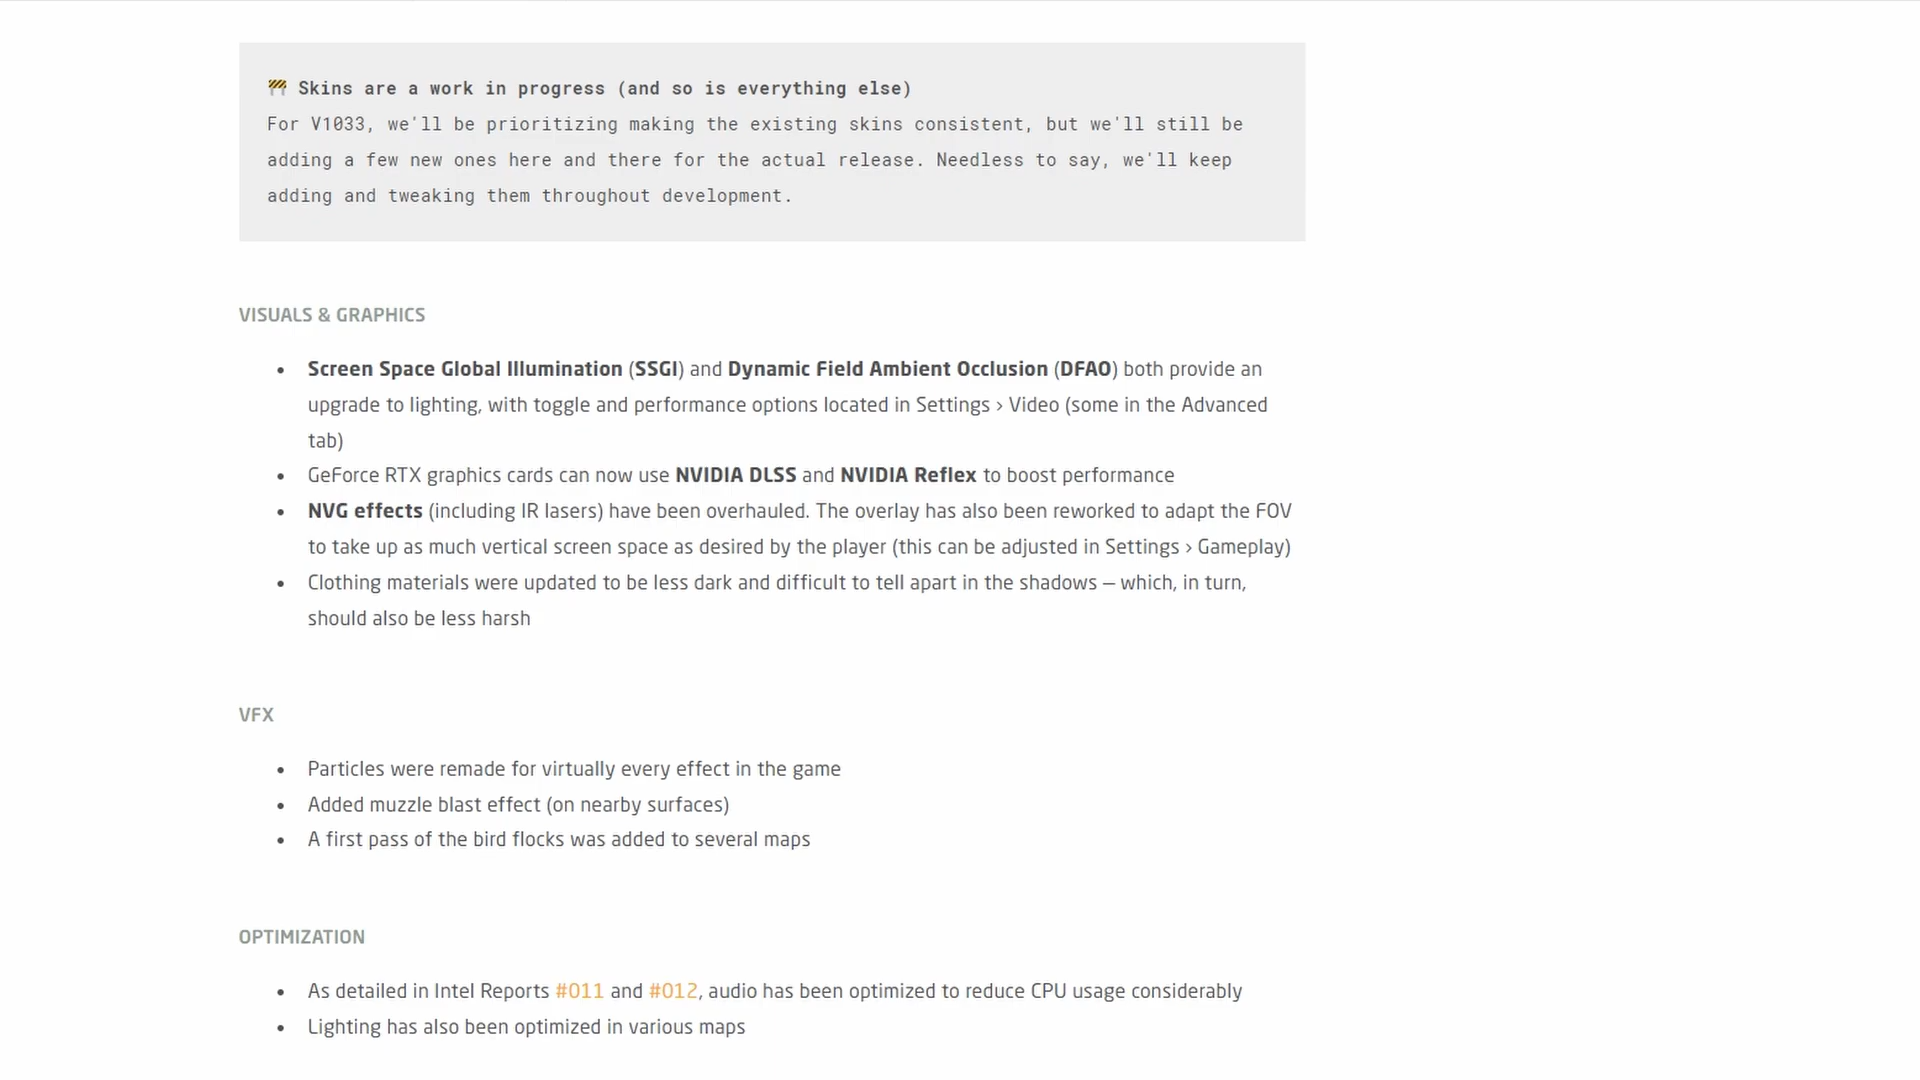 🚧 Skins are a work in progress (and so is everything else)
For V1033, we'll be prioritizing making the existing skins consistent, but we'll still be
adding a few new ones here and there for the actual release. Needless to say, we'll keep
adding and tweaking them throughout development.
VISUALS & GRAPHICS
• Screen Space Global Illumination (SSGI) and Dynamic Field Ambient Occlusion (DFAO) both provide an
upgrade to lighting, with toggle and performance options located in Settings › Video (some in the Advanced
tab)
• GeForce RTX graphics cards can now use NVIDIA DLSS and NVIDIA Reflex to boost performance
• NVG effects (including IR lasers) have been overhauled. The overlay has also been reworked to adapt the FOV
to take up as much vertical screen space as desired by the player (this can be adjusted in Settings › Gameplay)
• Clothing materials were updated to be less dark and difficult to tell apart in the shadows — which, in turn,
should also be less harsh
VFX
• Particles were remade for virtually every effect in the game
• Added muzzle blast effect (on nearby surfaces)
• A first pass of the bird flocks was added to several maps
OPTIMIZATION
• As detailed in Intel Reports #011 and #012, audio has been optimized to reduce CPU usage considerably
• Lighting has also been optimized in various maps